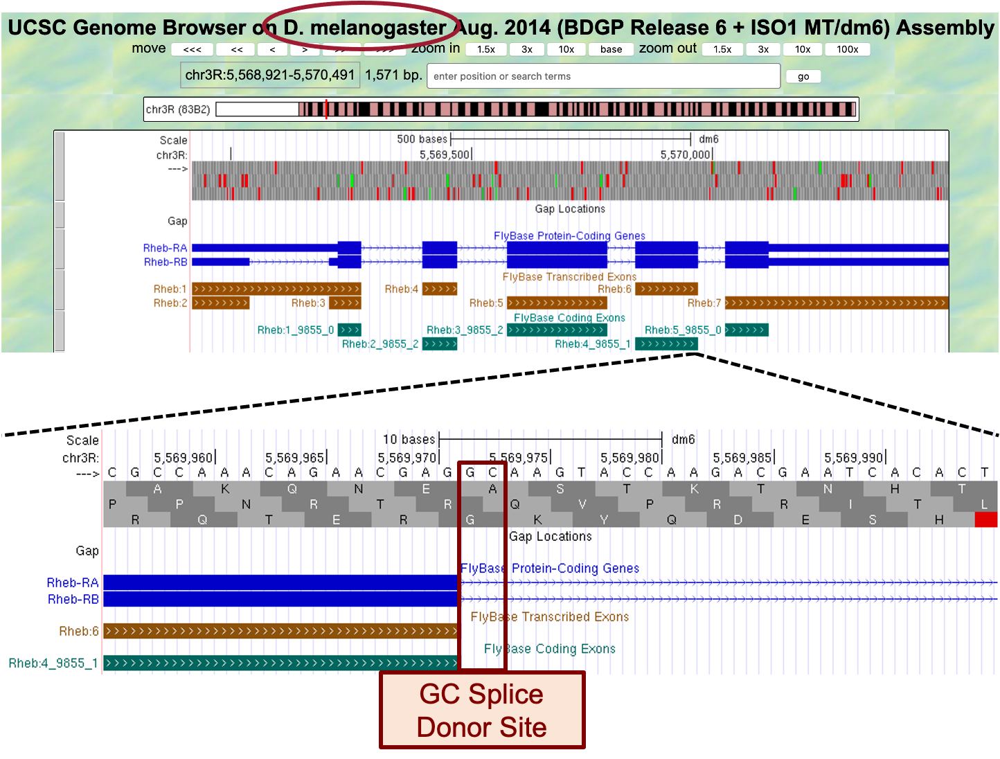 UCSC Genome Browser on D. melanogaster Aug. 2014 (BDGP Release 6 + ISO1 MT/dm6) Assembly
move <<< << < > >> >>> zoom in 1.5x 3x 10x base zoom out 1.5x 3x 10x 100x
chr3R:5,568,921-5,570,491 1,571 bp. enter position or search terms go
chr3R (83B2)
Scale 500 bases dm6
chr3R: 5,569,500 5,570,000
--->
Gap Locations
Gap
FlyBase Protein-Coding Genes
Rheb-RA
Rheb-RB
FlyBase Transcribed Exons
Rheb:1 Rheb:4 Rheb:6
Rheb:2 Rheb:3 Rheb:5 Rheb:7
FlyBase Coding Exons
Rheb:1_9855_0 Rheb:3_9855_2 Rheb:5_9855_0
Rheb:2_9855_2 Rheb:4_9855_1
Scale 10 bases dm6
chr3R: 5,569,960 5,569,965 5,569,970 5,569,975 5,569,980 5,569,985 5,569,990
---> C G C C A A A C A G A A C G A G G C A A G T A C C A A G A C G A A T C A C A C T
A K Q N E A S T K T N H T
P P N R T R Q V P R R I T L
R Q T E R G K Y Q D E S H
Gap Locations
Gap
FlyBase Protein-Coding Genes
Rheb-RA
Rheb-RB
FlyBase Transcribed Exons
Rheb:6
FlyBase Coding Exons
Rheb:4_9855_1
GC Splice
Donor Site